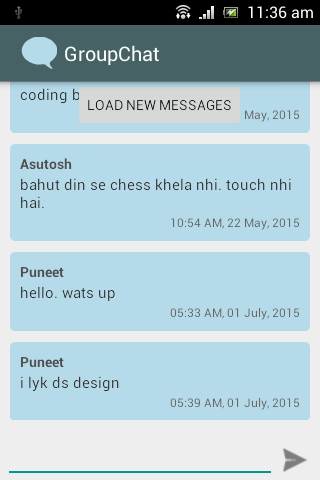 11:36 am
GroupChat
coding b
LOAD NEW MESSAGES
May, 2015
Asutosh
bahut din se chess khela nhi. touch nhi
hai.
10:54 AM, 22 May, 2015
Puneet
hello. wats up
05:33 AM, 01 July, 2015
Puneet
i lyk ds design
05:39 AM, 01 July, 2015